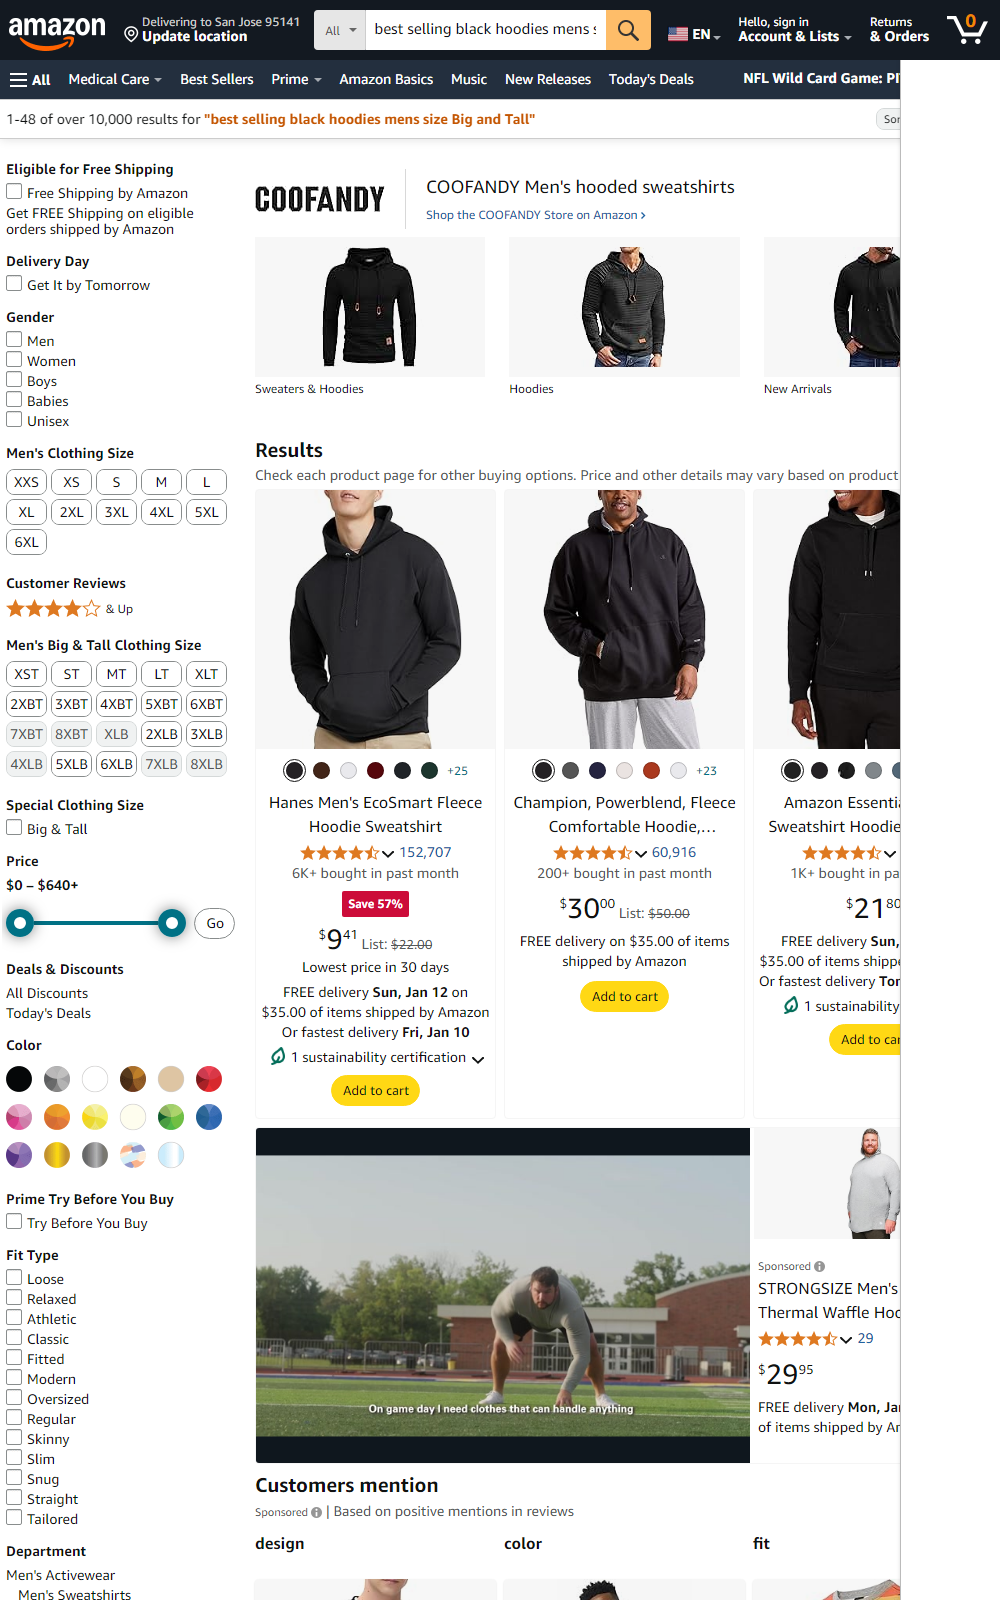 amazon
Delivering to San Jose 95141
Update location
All
best selling black hoodies mens s
EN
Hello, sign in
Account & Lists
Returns
& Orders
0
All
Medical Care
Best Sellers
Prime
Amazon Basics
Music
New Releases
Today's Deals
NFL Wild Card Game:
1-48 of over 10,000 results for "best selling black hoodies mens size Big and Tall"
Eligible for Free Shipping
Free Shipping by Amazon
Get FREE Shipping on eligible
orders shipped by Amazon
Delivery Day
Get It by Tomorrow
Gender
Men
Women
Boys
Babies
Unisex
Men's Clothing Size
XXS XS S M L
XL 2XL 3XL 4XL 5XL
6XL
Customer Reviews
& Up
Men's Big & Tall Clothing Size
XST ST MT LT XLT
2XBT 3XBT 4XBT 5XBT 6XBT
7XBT 8XBT XLB 2XLB 3XLB
4XLB 5XLB 6XLB 7XLB 8XLB
Special Clothing Size
Big & Tall
Price
$0 – $640+
Go
Deals & Discounts
All Discounts
Today's Deals
Color
Prime Try Before You Buy
Try Before You Buy
Fit Type
Loose
Relaxed
Athletic
Classic
Fitted
Modern
Oversized
Regular
Skinny
Slim
Snug
Straight
Tailored
Department
Men's Activewear
Men's Sweatshirts
COOFANDY
COOFANDY Men's hooded sweatshirts
Shop the COOFANDY Store on Amazon ›
Sweaters & Hoodies
Hoodies
New Arrivals
Results
Check each product page for other buying options. Price and other details may vary based on product
+25
Hanes Men's EcoSmart Fleece
Hoodie Sweatshirt
152,707
6K+ bought in past month
Save 57%
$9 41 List: $22.00
Lowest price in 30 days
FREE delivery Sun, Jan 12 on
$35.00 of items shipped by Amazon
Or fastest delivery Fri, Jan 10
1 sustainability certification
Add to cart
+23
Champion, Powerblend, Fleece
Comfortable Hoodie,…
60,916
200+ bought in past month
$30 00 List: $50.00
FREE delivery on $35.00 of items
shipped by Amazon
Add to cart
Amazon Essentia
Sweatshirt Hoodie
1K+ bought in pa
$21 80
FREE delivery Sun,
$35.00 of items shippe
Or fastest delivery Tor
1 sustainability
Add to car
On game day I need clothes that can handle anything
Sponsored
STRONGSIZE Men's
Thermal Waffle Hoo
29
$29 95
FREE delivery Mon, Ja
of items shipped by Ar
Customers mention
Sponsored | Based on positive mentions in reviews
design
color
fit